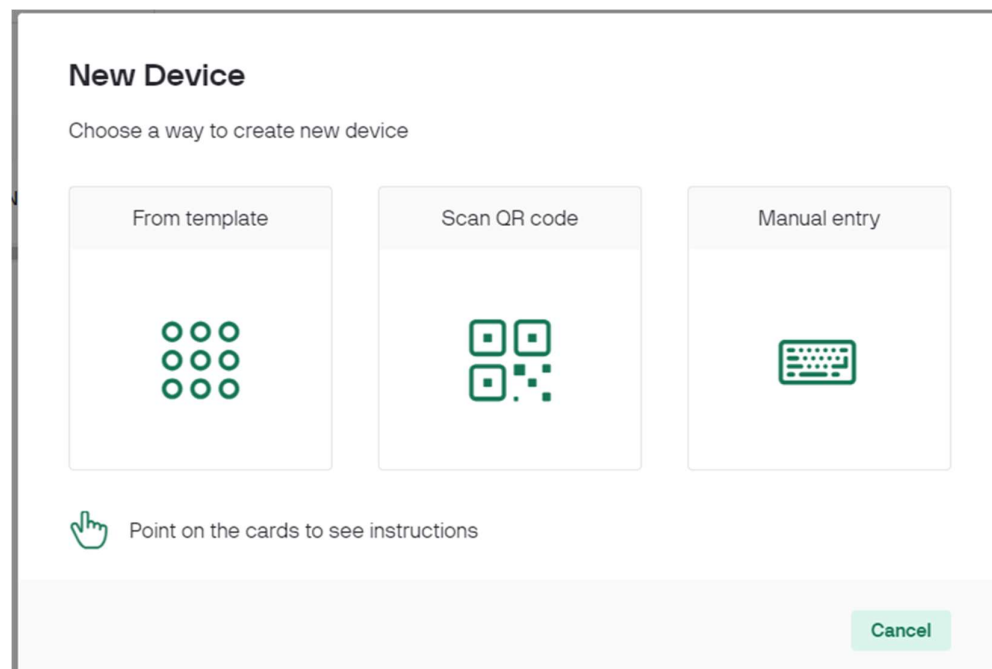 New Device
Choose a way to create new device
From template
Scan QR code
Manual entry
Point on the cards to see instructions
Cancel